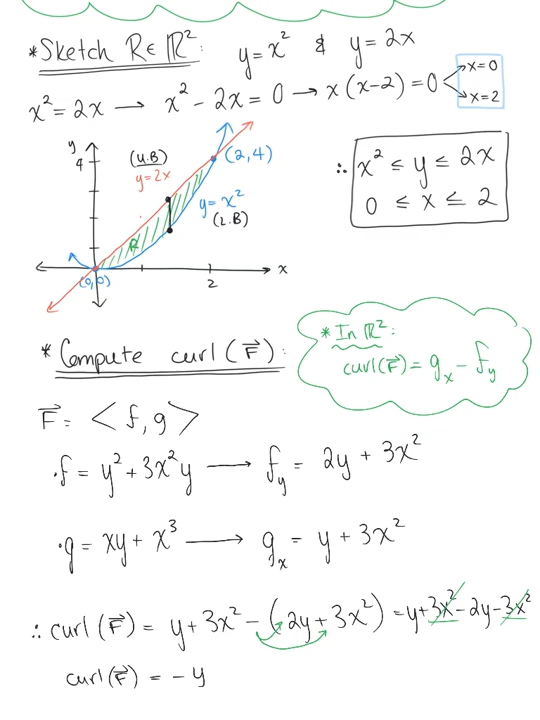 *Sketch R∈ ℝ²: y=x² & y=2x
x²=2x → x²-2x=0 → x(x-2)=0 x=0
x=2
y
4
(U.B)
y=2x
(2,4)
y=x²
(L.B)
R
(0,0)
2
x
∴ x² ≤ y ≤ 2x
0 ≤ x ≤ 2
*Compute curl(F⃗):
*In ℝ²:
curl(F⃗)=gₓ-f_y
F⃗= <f,g>
·f= y²+3x²y → f_y= 2y+3x²
·g= xy+x³ → gₓ= y+3x²
∴ curl(F⃗)= y+3x²-(2y+3x²)=y+3x²-2y-3x²
curl(F⃗)=-y